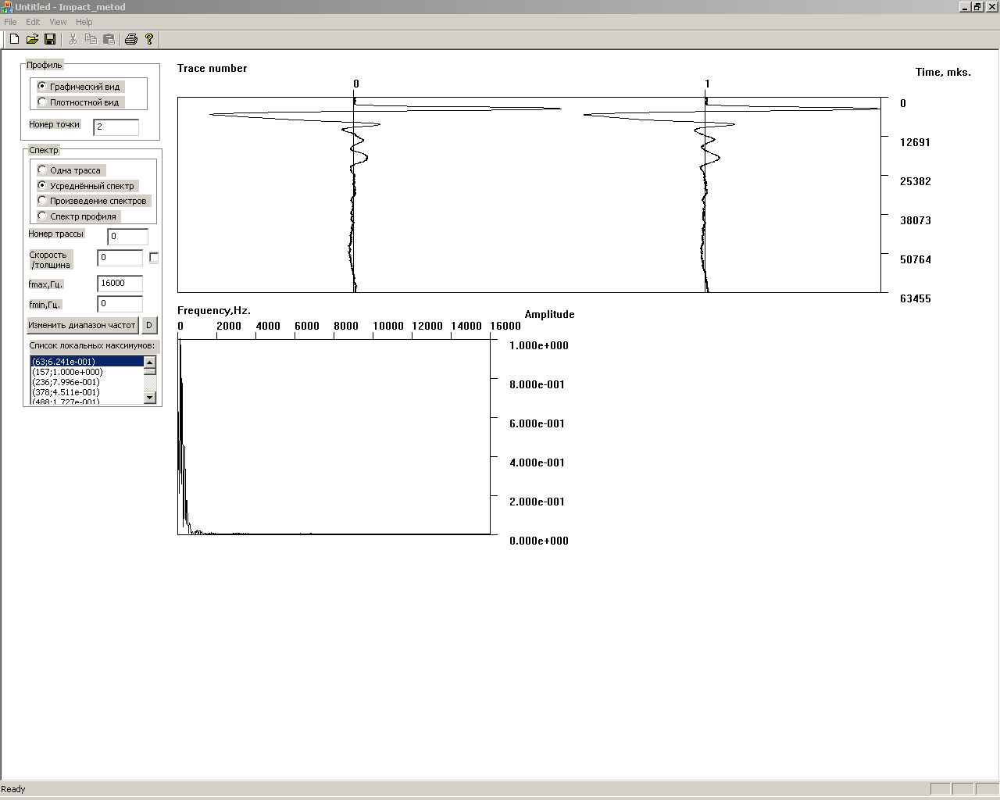 Untitled - Impact_metod
File Edit View Help
Профиль
Графический вид
Плотностной вид
Номер точки 2
Спектр
Одна трасса
Усреднённый спектр
Произведение спектров
Спектр профиля
Номер трассы 0
Скорость
/толщина 0
fmax,Гц. 16000
fmin,Гц. 0
Изменить диапазон частот D
Список локальных максимумов:
(63;6.241e-001)
(157;1.000e+000)
(236;7.996e-001)
(378;4.511e-001)
(488;1.727e-001)
Trace number
0 1
Time, mks.
0
12691
25382
38073
50764
63455
Frequency,Hz.
0 2000 4000 6000 8000 10000 12000 14000 16000
Amplitude
1.000e+000
8.000e-001
6.000e-001
4.000e-001
2.000e-001
0.000e+000
Ready